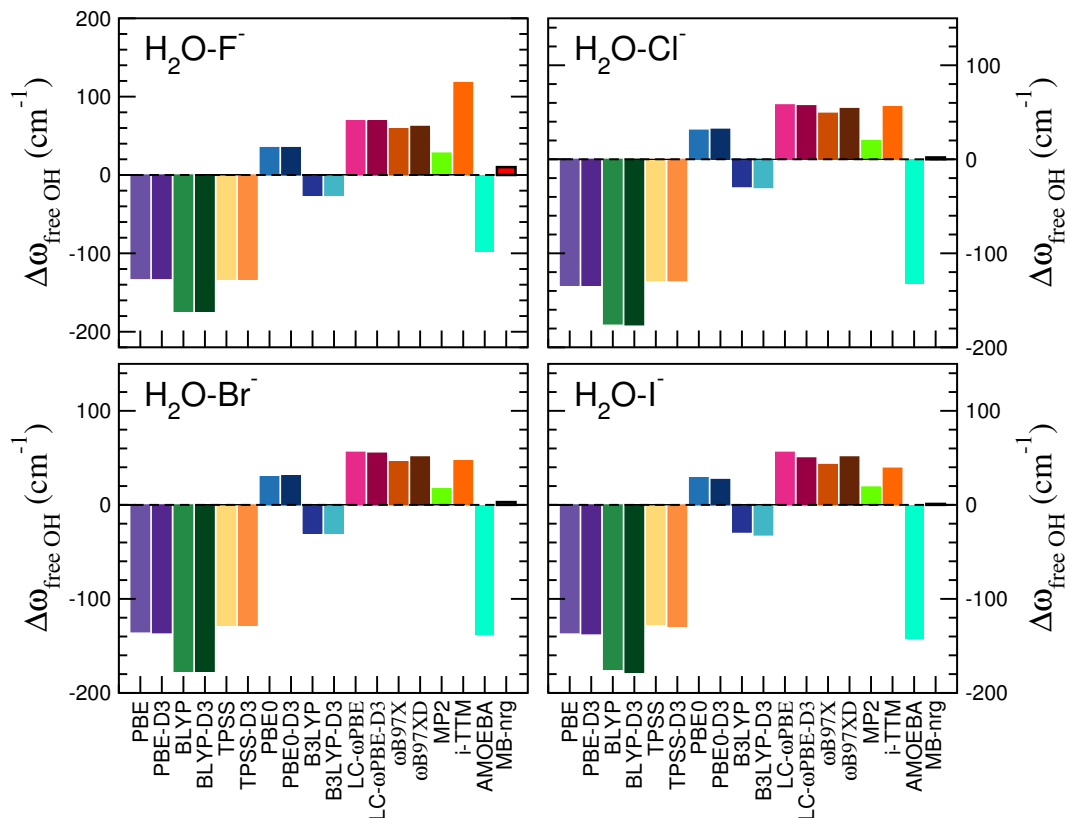 H₂O-F⁻
200
100
0
-100
-200
Δω_free OH (cm⁻¹)
H₂O-Cl⁻
100
0
-100
-200
Δω_free OH (cm⁻¹)
H₂O-Br⁻
100
0
-100
-200
Δω_free OH (cm⁻¹)
H₂O-I⁻
100
0
-100
-200
Δω_free OH (cm⁻¹)
PBE
PBE-D3
BLYP
BLYP-D3
TPSS
TPSS-D3
PBE0
PBE0-D3
B3LYP
B3LYP-D3
LC-ωPBE
LC-ωPBE-D3
ωB97X
ωB97XD
MP2
i-TTM
AMOEBA
MB-nrg
PBE
PBE-D3
BLYP
BLYP-D3
TPSS
TPSS-D3
PBE0
PBE0-D3
B3LYP
B3LYP-D3
LC-ωPBE
LC-ωPBE-D3
ωB97X
ωB97XD
MP2
i-TTM
AMOEBA
MB-nrg